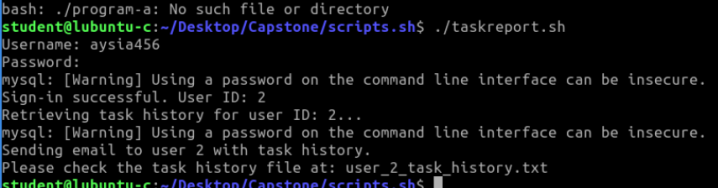 bash: ./program-a: No such file or directory
student@lubuntu-c:~/Desktop/Capstone/scripts.sh$ ./taskreport.sh
Username: aysia456
Password:
mysql: [Warning] Using a password on the command line interface can be insecure.
Sign-in successful. User ID: 2
Retrieving task history for user ID: 2...
mysql: [Warning] Using a password on the command line interface can be insecure.
Sending email to user 2 with task history.
Please check the task history file at: user_2_task_history.txt
student@lubuntu-c:~/Desktop/Capstone/scripts.sh$